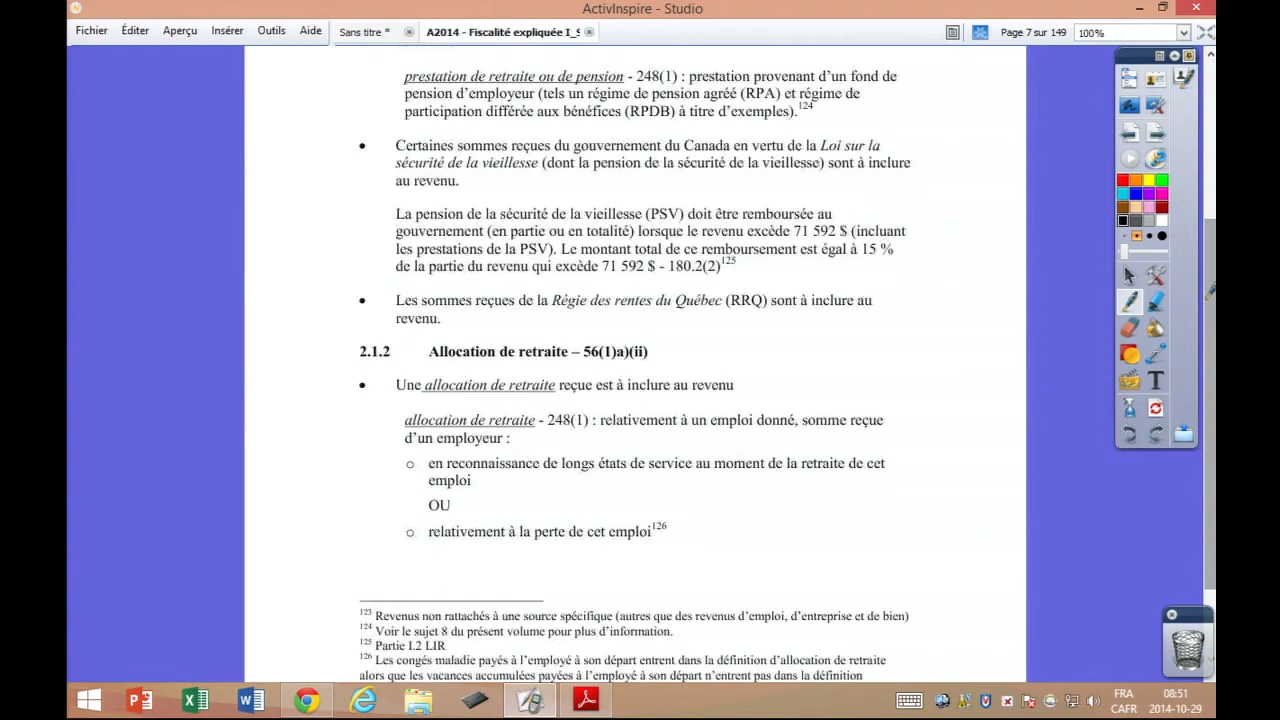 ActivInspire - Studio
Fichier Éditer Aperçu Insérer Outils Aide Sans titre * A2014 - Fiscalité expliquée I_S Page 7 sur 149 100%
prestation de retraite ou de pension - 248(1) : prestation provenant d’un fond de
pension d’employeur (tels un régime de pension agréé (RPA) et régime de
participation différée aux bénéfices (RPDB) à titre d’exemples).124
• Certaines sommes reçues du gouvernement du Canada en vertu de la Loi sur la
sécurité de la vieillesse (dont la pension de la sécurité de la vieillesse) sont à inclure
au revenu.
La pension de la sécurité de la vieillesse (PSV) doit être remboursée au
gouvernement (en partie ou en totalité) lorsque le revenu excède 71 592 $ (incluant
les prestations de la PSV). Le montant total de ce remboursement est égal à 15 %
de la partie du revenu qui excède 71 592 $ - 180.2(2)125
• Les sommes reçues de la Régie des rentes du Québec (RRQ) sont à inclure au
revenu.
2.1.2 Allocation de retraite – 56(1)a)(ii)
• Une allocation de retraite reçue est à inclure au revenu
allocation de retraite - 248(1) : relativement à un emploi donné, somme reçue
d’un employeur :
o en reconnaissance de longs états de service au moment de la retraite de cet
emploi
OU
o relativement à la perte de cet emploi126
123 Revenus non rattachés à une source spécifique (autres que des revenus d’emploi, d’entreprise et de bien)
124 Voir le sujet 8 du présent volume pour plus d’information.
125 Partie I.2 LIR
126 Les congés maladie payés à l’employé à son départ entrent dans la définition d’allocation de retraite
alors que les vacances accumulées payées à l’employé à son départ n’entrent pas dans la définition
FRA 08:51
CAFR 2014-10-29